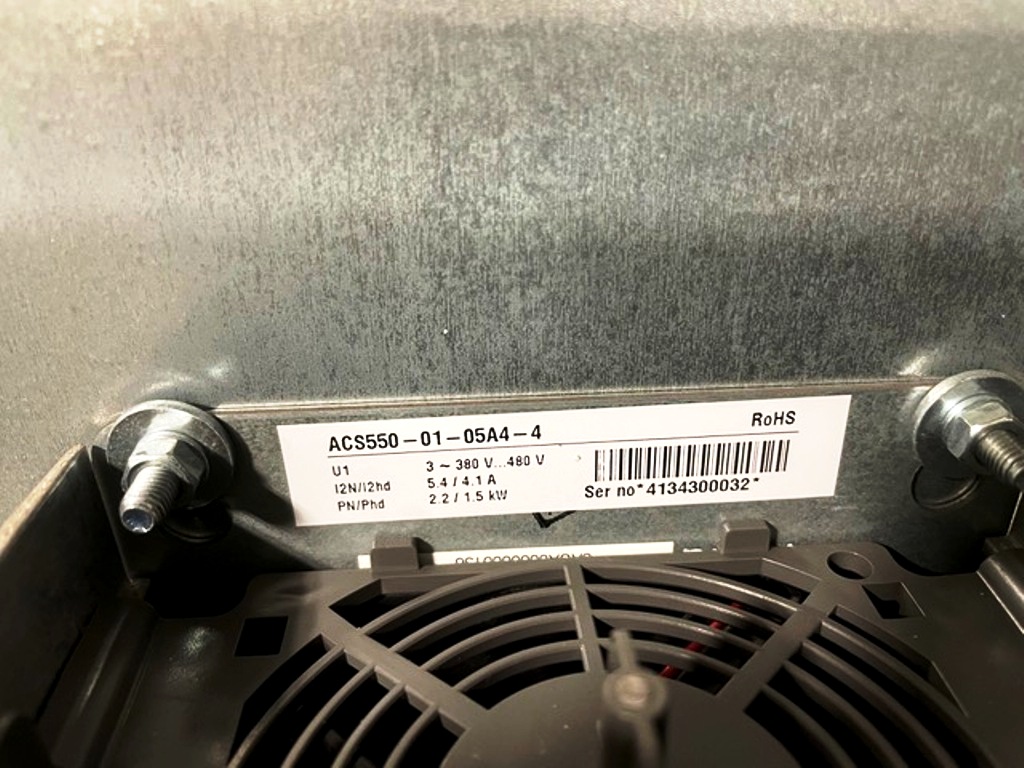 ACS550-01-05A4-4
RoHS
U1 3 ~ 380 V...480 V
I2N/I2hd 5.4 / 4.1 A
PN/Phd 2.2 / 1.5 kW
Ser no *4134300032*